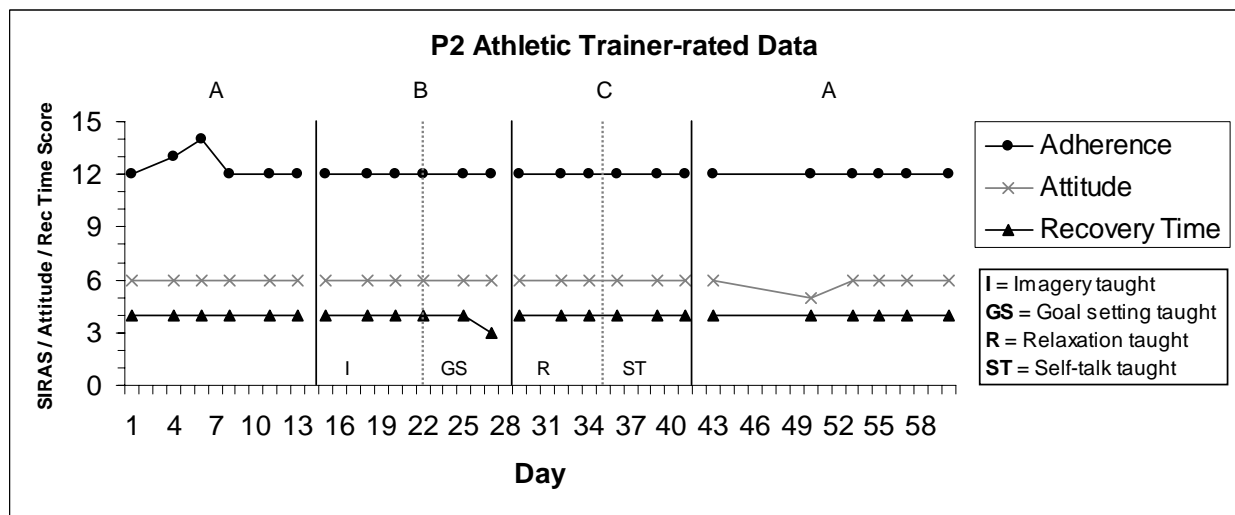 P2 Athletic Trainer-rated Data
A B C A
SIRAS / Attitude / Rec Time Score
15
12
9
6
3
0
I GS R ST
1 4 7 10 13 16 19 22 25 28 31 34 37 40 43 46 49 52 55 58
Day
Adherence
Attitude
Recovery Time
I = Imagery taught
GS = Goal setting taught
R = Relaxation taught
ST = Self-talk taught